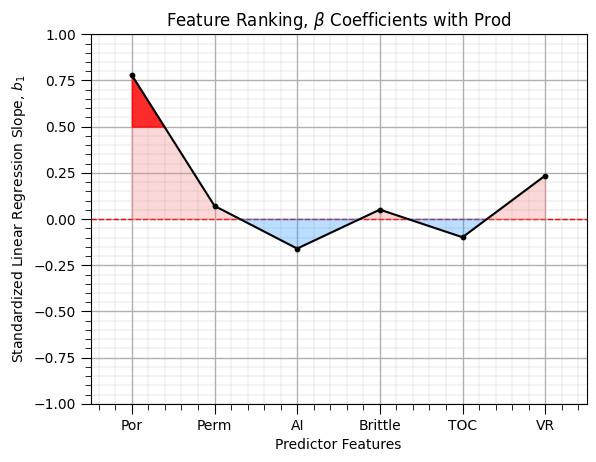 Feature Ranking, β Coefficients with Prod
Standardized Linear Regression Slope, b₁
1.00
0.75
0.50
0.25
0.00
−0.25
−0.50
−0.75
−1.00
Por Perm AI Brittle TOC VR
Predictor Features